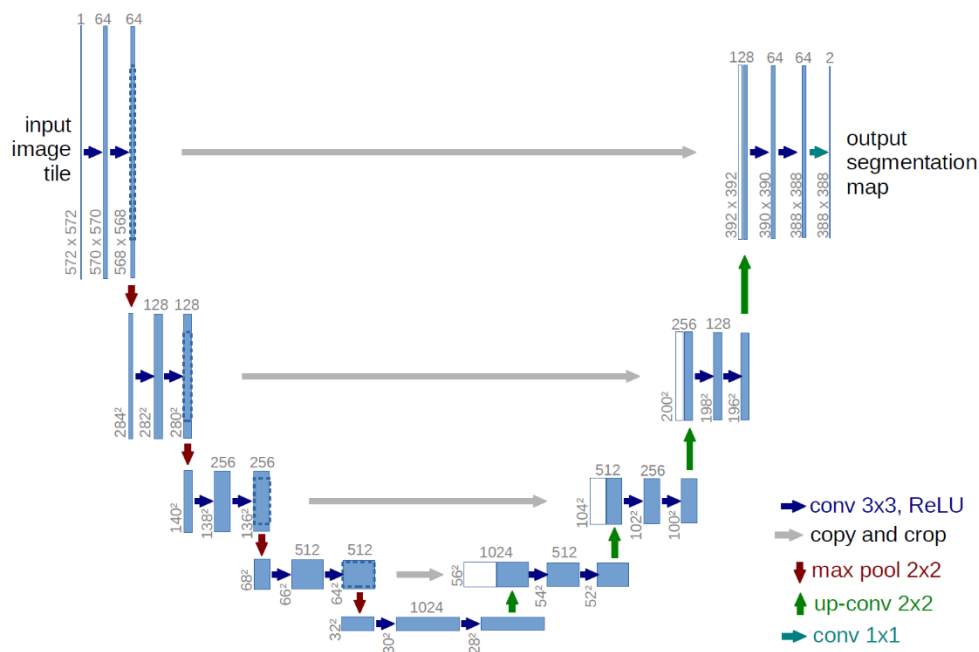 1 64 64
128 64 64 2
input
image
tile
output
segmentation
map
572 x 572
570 x 570
568 x 568
392 x 392
390 x 390
388 x 388
388 x 388
128 128
256 128
284²
282²
280²
200²
198²
196²
256 256
512 256
140²
138²
136²
104²
102²
100²
conv 3x3, ReLU
copy and crop
max pool 2x2
up-conv 2x2
conv 1x1
512 512
1024 512
68²
66²
64²
56²
54²
52²
1024
32²
30²
28²